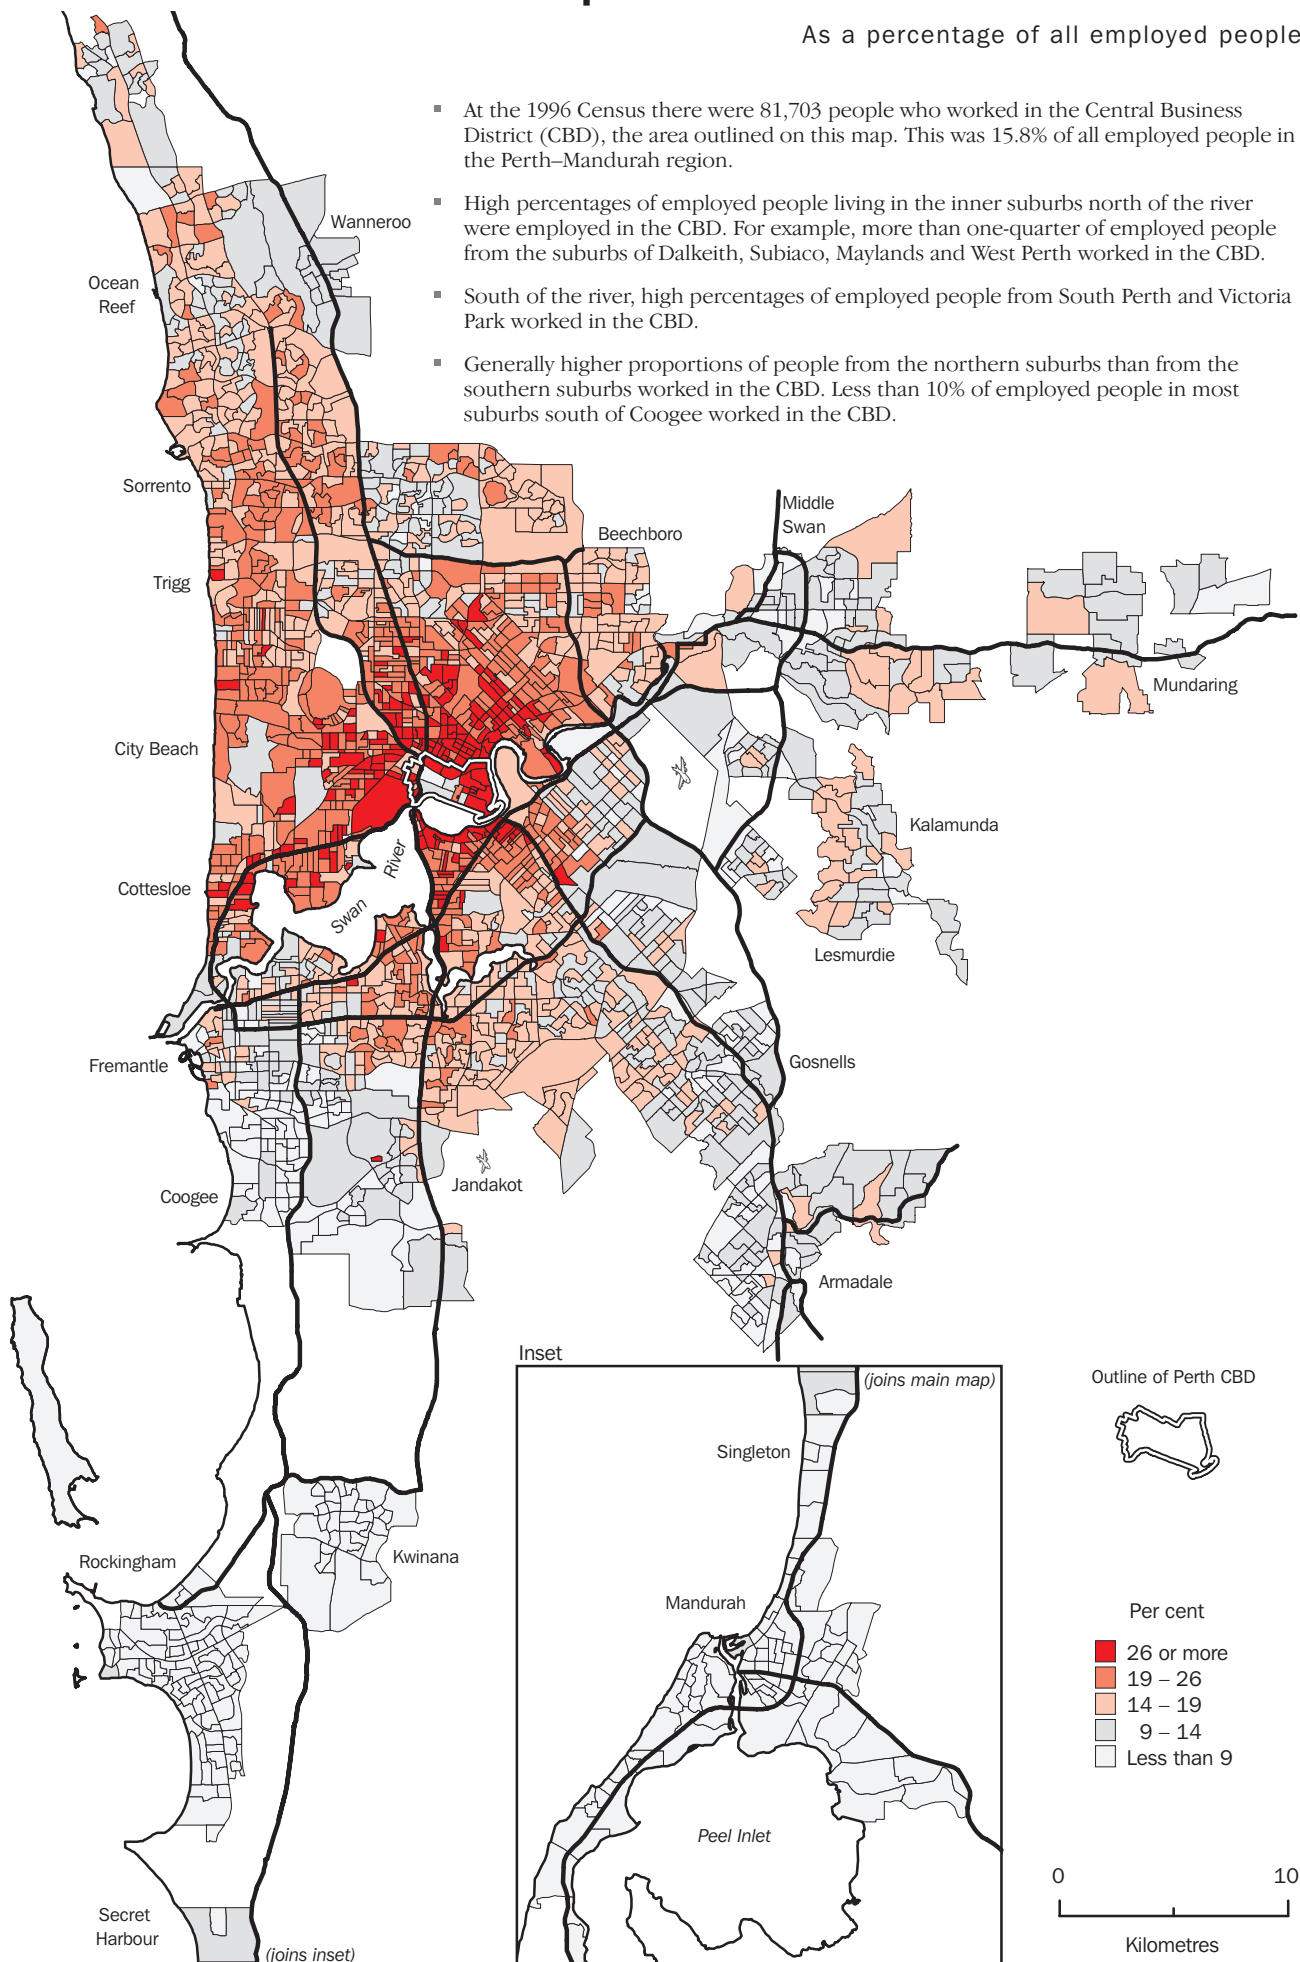 As a percentage of all employed people
▪ At the 1996 Census there were 81,703 people who worked in the Central Business
District (CBD), the area outlined on this map. This was 15.8% of all employed people in
the Perth–Mandurah region.
▪ High percentages of employed people living in the inner suburbs north of the river
were employed in the CBD. For example, more than one-quarter of employed people
from the suburbs of Dalkeith, Subiaco, Maylands and West Perth worked in the CBD.
▪ South of the river, high percentages of employed people from South Perth and Victoria
Park worked in the CBD.
▪ Generally higher proportions of people from the northern suburbs than from the
southern suburbs worked in the CBD. Less than 10% of employed people in most
suburbs south of Coogee worked in the CBD.
Wanneroo
Ocean
Reef
Sorrento
Middle
Swan
Beechboro
Trigg
Mundaring
City Beach
Kalamunda
River
Cottesloe
Swan
Lesmurdie
Fremantle
Gosnells
Jandakot
Coogee
Armadale
Inset
(joins main map)
Outline of Perth CBD
Singleton
Rockingham
Kwinana
Mandurah
Per cent
26 or more
19 – 26
14 – 19
9 – 14
Less than 9
Peel Inlet
0 10
Kilometres
Secret
Harbour
(joins inset)